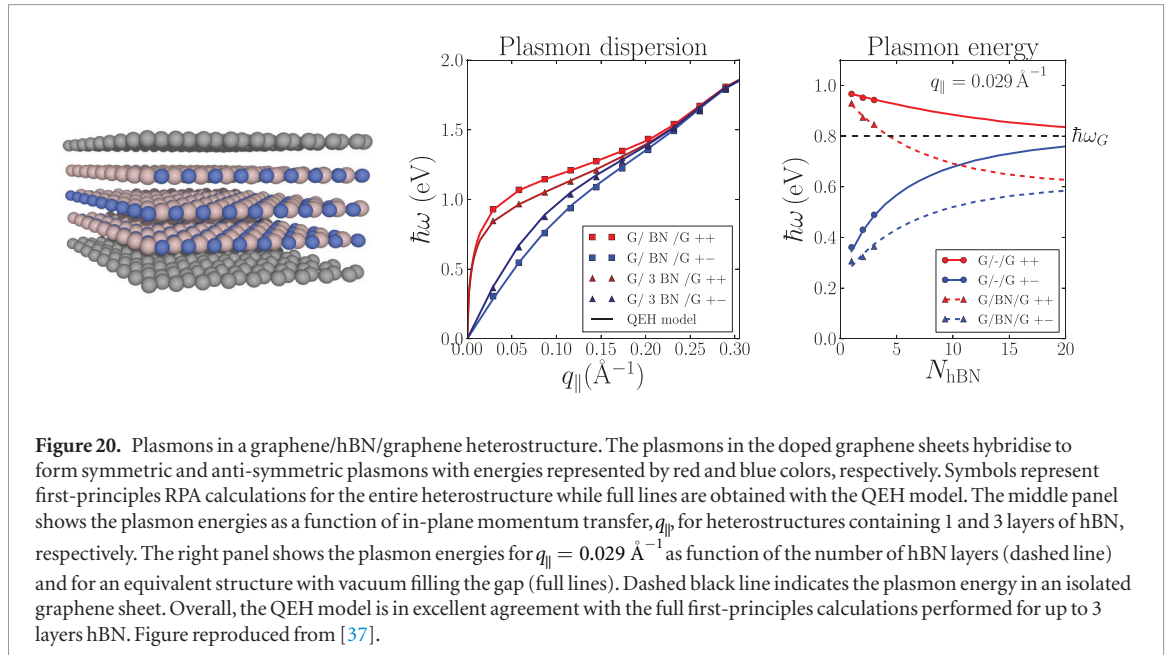 Plasmon dispersion
2.0
1.5
1.0
0.5
0.0
ħω (eV)
0.00 0.05 0.10 0.15 0.20 0.25 0.30
q∥(Å⁻¹)
G/ BN /G ++
G/ BN /G +−
G/ 3 BN /G ++
G/ 3 BN /G +−
QEH model
Plasmon energy
q∥ = 0.029 Å⁻¹
1.0
0.8
0.6
0.4
0.2
0.0
ħω (eV)
ħω_G
0 5 10 15 20
N_hBN
G/-/G ++
G/-/G +−
G/BN/G ++
G/BN/G +−
Figure 20. Plasmons in a graphene/hBN/graphene heterostructure. The plasmons in the doped graphene sheets hybridise to
form symmetric and anti-symmetric plasmons with energies represented by red and blue colors, respectively. Symbols represent
first-principles RPA calculations for the entire heterostructure while full lines are obtained with the QEH model. The middle panel
shows the plasmon energies as a function of in-plane momentum transfer, q∥, for heterostructures containing 1 and 3 layers of hBN,
respectively. The right panel shows the plasmon energies for q∥ = 0.029 Å⁻¹ as function of the number of hBN layers (dashed line)
and for an equivalent structure with vacuum filling the gap (full lines). Dashed black line indicates the plasmon energy in an isolated
graphene sheet. Overall, the QEH model is in excellent agreement with the full first-principles calculations performed for up to 3
layers hBN. Figure reproduced from [37].